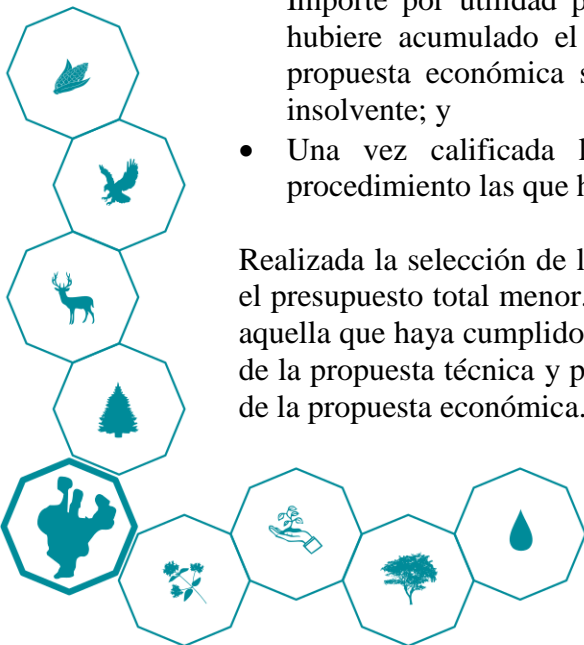 Importe por utilidad p
hubiere acumulado el
propuesta económica s
insolvente; y
• Una vez calificada l
procedimiento las que h
Realizada la selección de l
el presupuesto total menor.
aquella que haya cumplido
de la propuesta técnica y p
de la propuesta económica.